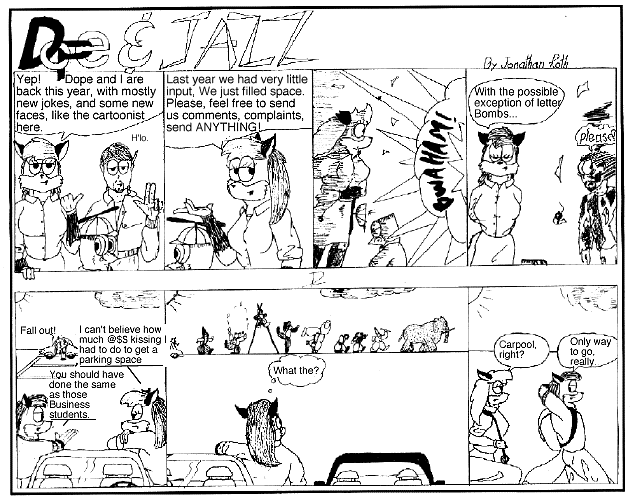 Dope & JAZZ
By Jonathan Roth
Yep! Dope and I are
back this year, with mostly
new jokes, and some new
faces, like the cartoonist
here.
H'lo.
Last year we had very little
input, We just filled space.
Please, feel free to send
us comments, complaints,
send ANYTHING!
With the possible
exception of letter
Bombs...
please?
Fall out!
I can't believe how
much @$$ kissing I
had to do to get a
parking space
You should have
done the same
as those
Business
students.
What the?
Carpool,
right?
Only way
to go,
really.